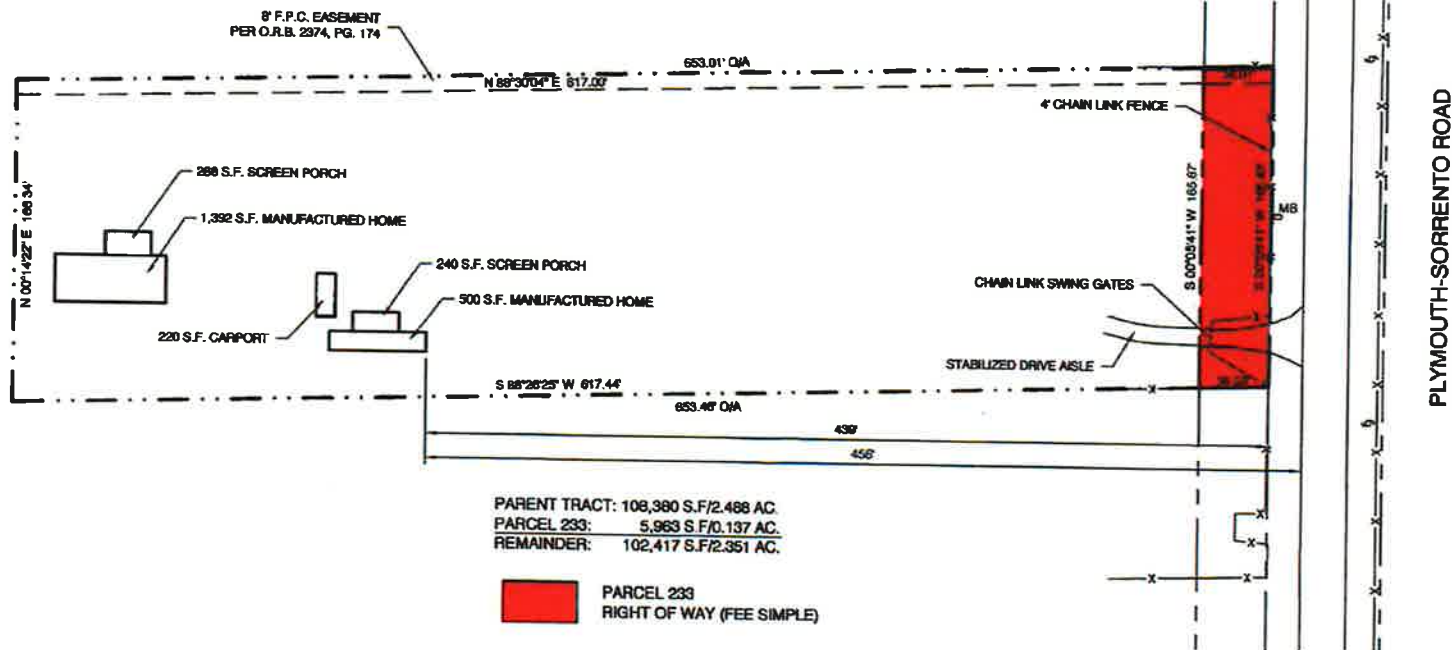 8' F.P.C. EASEMENT
PER O.R.B. 2374, PG. 174
653.01' O/A
N 88°30'04" E 617.00'
4' CHAIN LINK FENCE
288 S.F. SCREEN PORCH
1,392 S.F. MANUFACTURED HOME
N 00°14'22" E 166.34'
S 00°05'41" W 165.67'
MB
PLYMOUTH-SORRENTO ROAD
240 S.F. SCREEN PORCH
500 S.F. MANUFACTURED HOME
220 S.F. CARPORT
CHAIN LINK SWING GATES
STABILIZED DRIVE AISLE
S 88°26'25" W 617.44'
653.46' O/A
439'
456'
PARENT TRACT: 108,380 S.F/2.488 AC.
PARCEL 233: 5,963 S.F/0.137 AC.
REMAINDER: 102,417 S.F/2.351 AC.
PARCEL 233
RIGHT OF WAY (FEE SIMPLE)